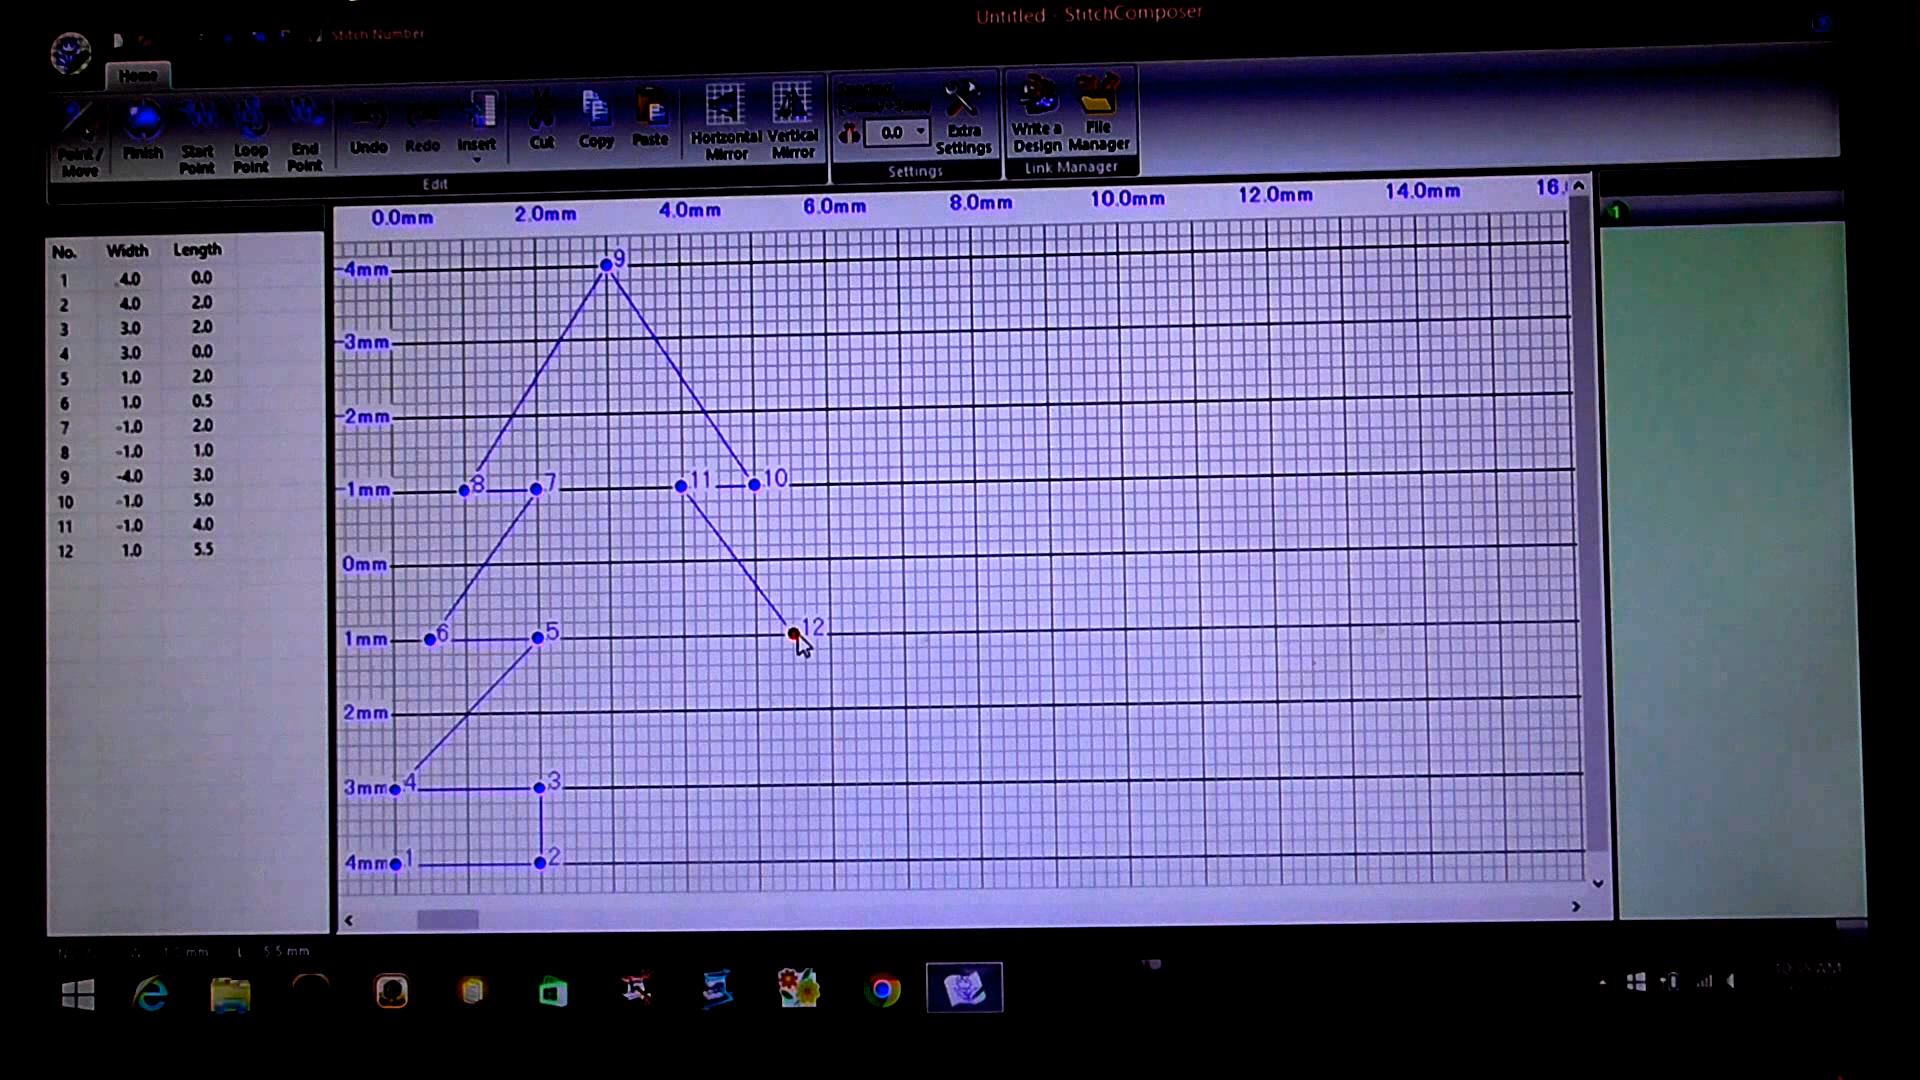 Untitled - StitchComposer
Stitch Number
Home
Point / Move
Finish
Start Point
Loop Point
End Point
Undo
Redo
Insert
Cut
Copy
Paste
Horizontal Mirror
Vertical Mirror
0.0
Extra Settings
Write a Design
File Manager
Edit
Settings
Link Manager
0.0mm 2.0mm 4.0mm 6.0mm 8.0mm 10.0mm 12.0mm 14.0mm 16.
1
No. Width Length
1 4.0 0.0
2 4.0 2.0
3 3.0 2.0
4 3.0 0.0
5 1.0 2.0
6 1.0 0.5
7 -1.0 2.0
8 -1.0 1.0
9 -4.0 3.0
10 -1.0 5.0
11 -1.0 4.0
12 1.0 5.5
-4mm 9
-3mm
-2mm
-1mm 8 7 11 10
0mm
1mm 6 5 12
2mm
3mm 4 3
4mm 1 2
5.5 mm